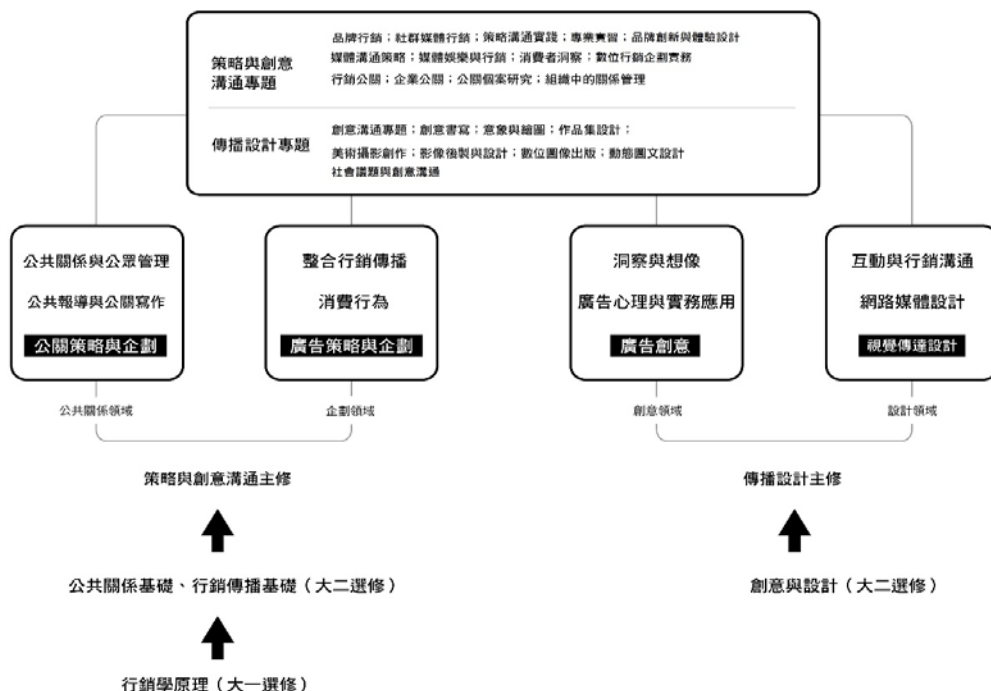 策略與創意
溝通專題
品牌行銷；社群媒體行銷；策略溝通實踐；專業實習；品牌創新與體驗設計
媒體溝通策略；媒體娛樂與行銷；消費者洞察；數位行銷企劃實務
行銷公關；企業公關；公關個案研究；組織中的關係管理
傳播設計專題
創意溝通專題；創意書寫；意象與繪圖；作品集設計；
美術攝影創作；影像後製與設計；數位圖像出版；動態圖文設計
社會議題與創意溝通
公共關係與公眾管理
公共報導與公關寫作
公關策略與企劃
整合行銷傳播
消費行為
廣告策略與企劃
洞察與想像
廣告心理與實務應用
廣告創意
互動與行銷溝通
網路媒體設計
視覺傳達設計
公共關係領域
企劃領域
創意領域
設計領域
策略與創意溝通主修
傳播設計主修
公共關係基礎、行銷傳播基礎（大二選修）
創意與設計（大二選修）
行銷學原理（大一選修）